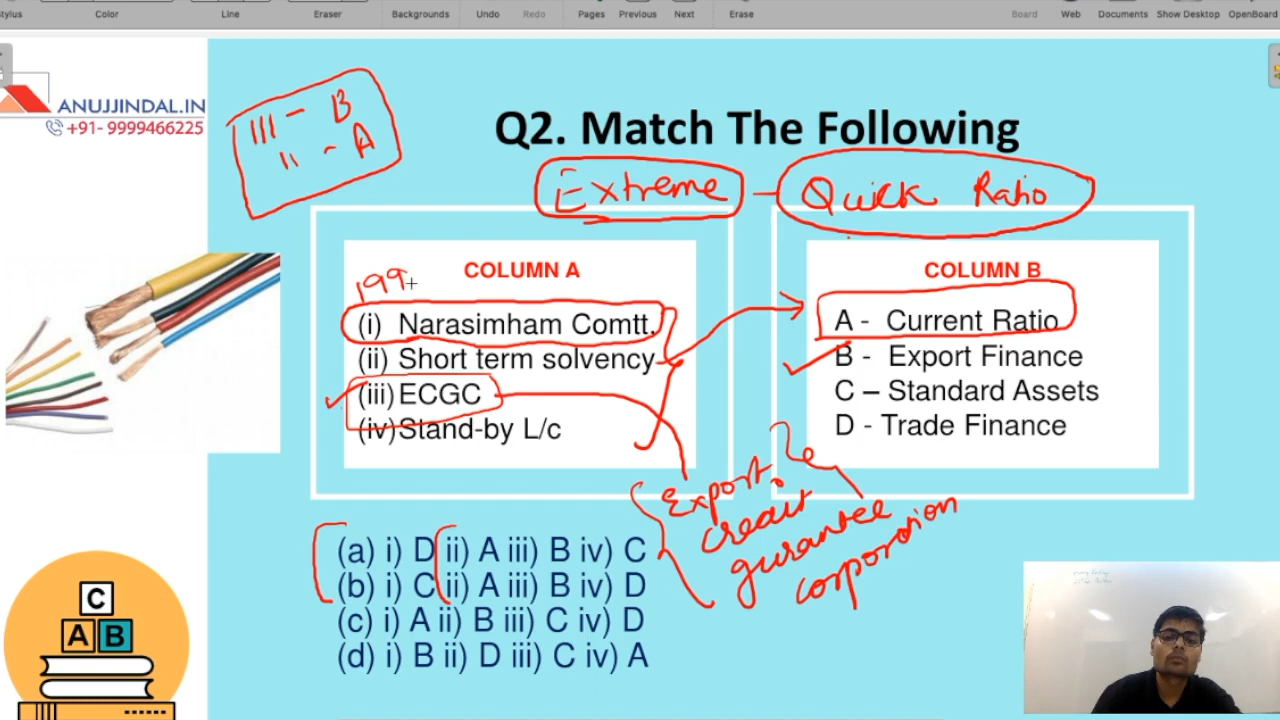 Stylus Color Line Eraser Backgrounds Undo Redo Pages Previous Next Erase Board Web Documents Show Desktop OpenBoard
ANUJJINDAL.IN
+91- 9999466225
III - B
II - A
Q2. Match The Following
Extreme - Quick Ratio
COLUMN A
199
(i) Narasimham Comtt.
(ii) Short term solvency
(iii) ECGC
(iv) Stand-by L/c
COLUMN B
A - Current Ratio
B - Export Finance
C – Standard Assets
D - Trade Finance
Export
credit
gurantee
corportion
(a) i) D ii) A iii) B iv) C
(b) i) C ii) A iii) B iv) D
(c) i) A ii) B iii) C iv) D
(d) i) B ii) D iii) C iv) A
C
A B